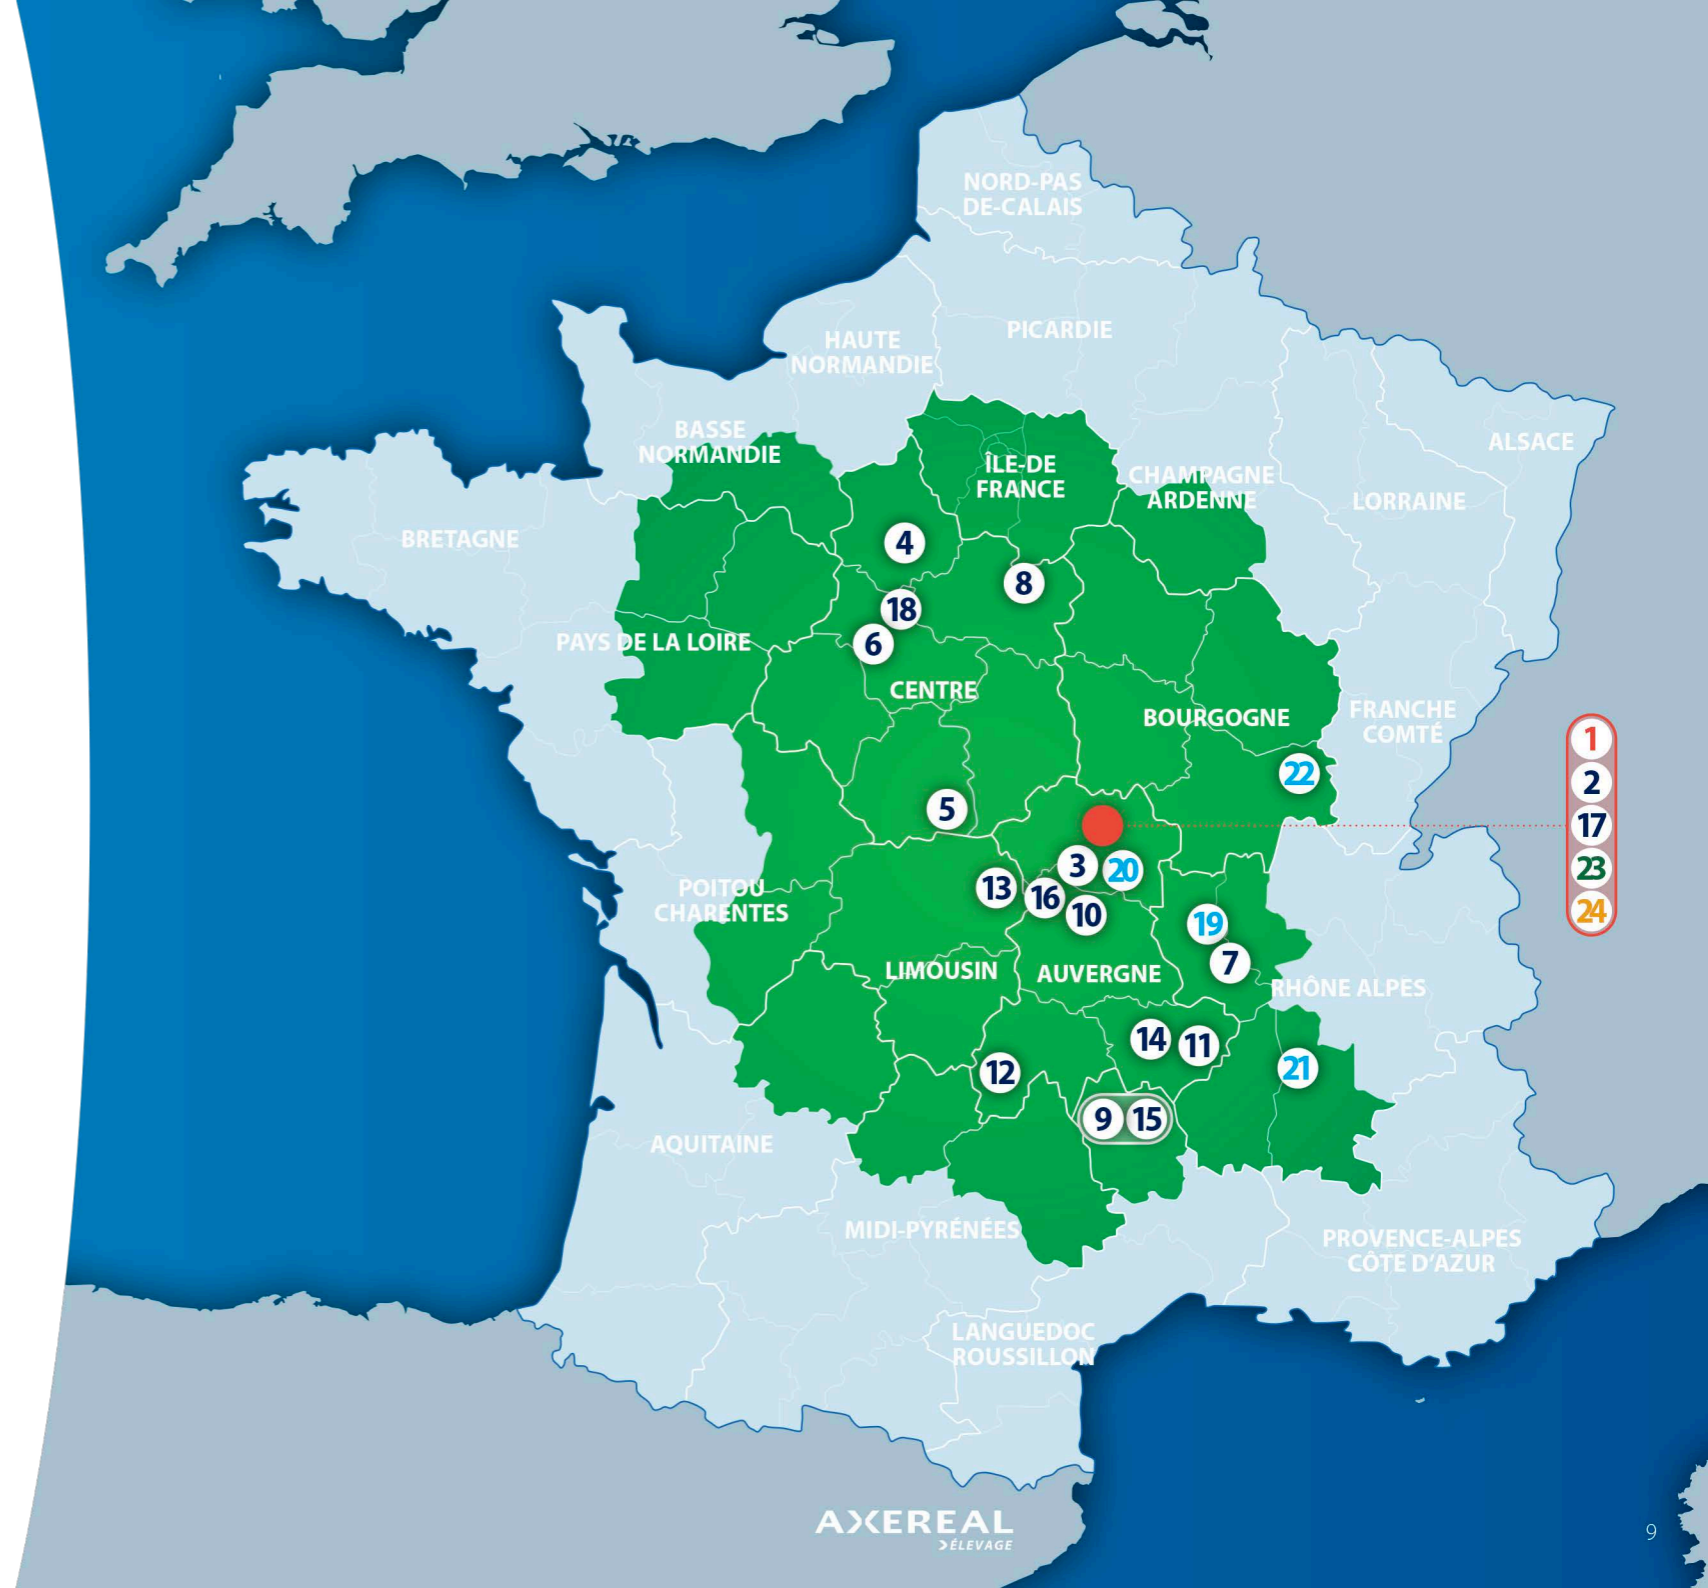 NORD-PAS
DE-CALAIS
PICARDIE
HAUTE
NORMANDIE
BASSE
NORMANDIE
ÎLE-DE
FRANCE
CHAMPAGNE
ARDENNE
LORRAINE
ALSACE
BRETAGNE
4
8
18
6
PAYS DE LA LOIRE
CENTRE
BOURGOGNE
FRANCHE
COMTÉ
22
5
1
2
17
23
24
3
20
13
16
10
19
7
POITOU
CHARENTES
LIMOUSIN
AUVERGNE
RHÔNE ALPES
14
11
12
21
9
15
AQUITAINE
MIDI-PYRÉNÉES
PROVENCE-ALPES
CÔTE D'AZUR
LANGUEDOC
ROUSSILLON
AXEREAL
ÉLEVAGE
9